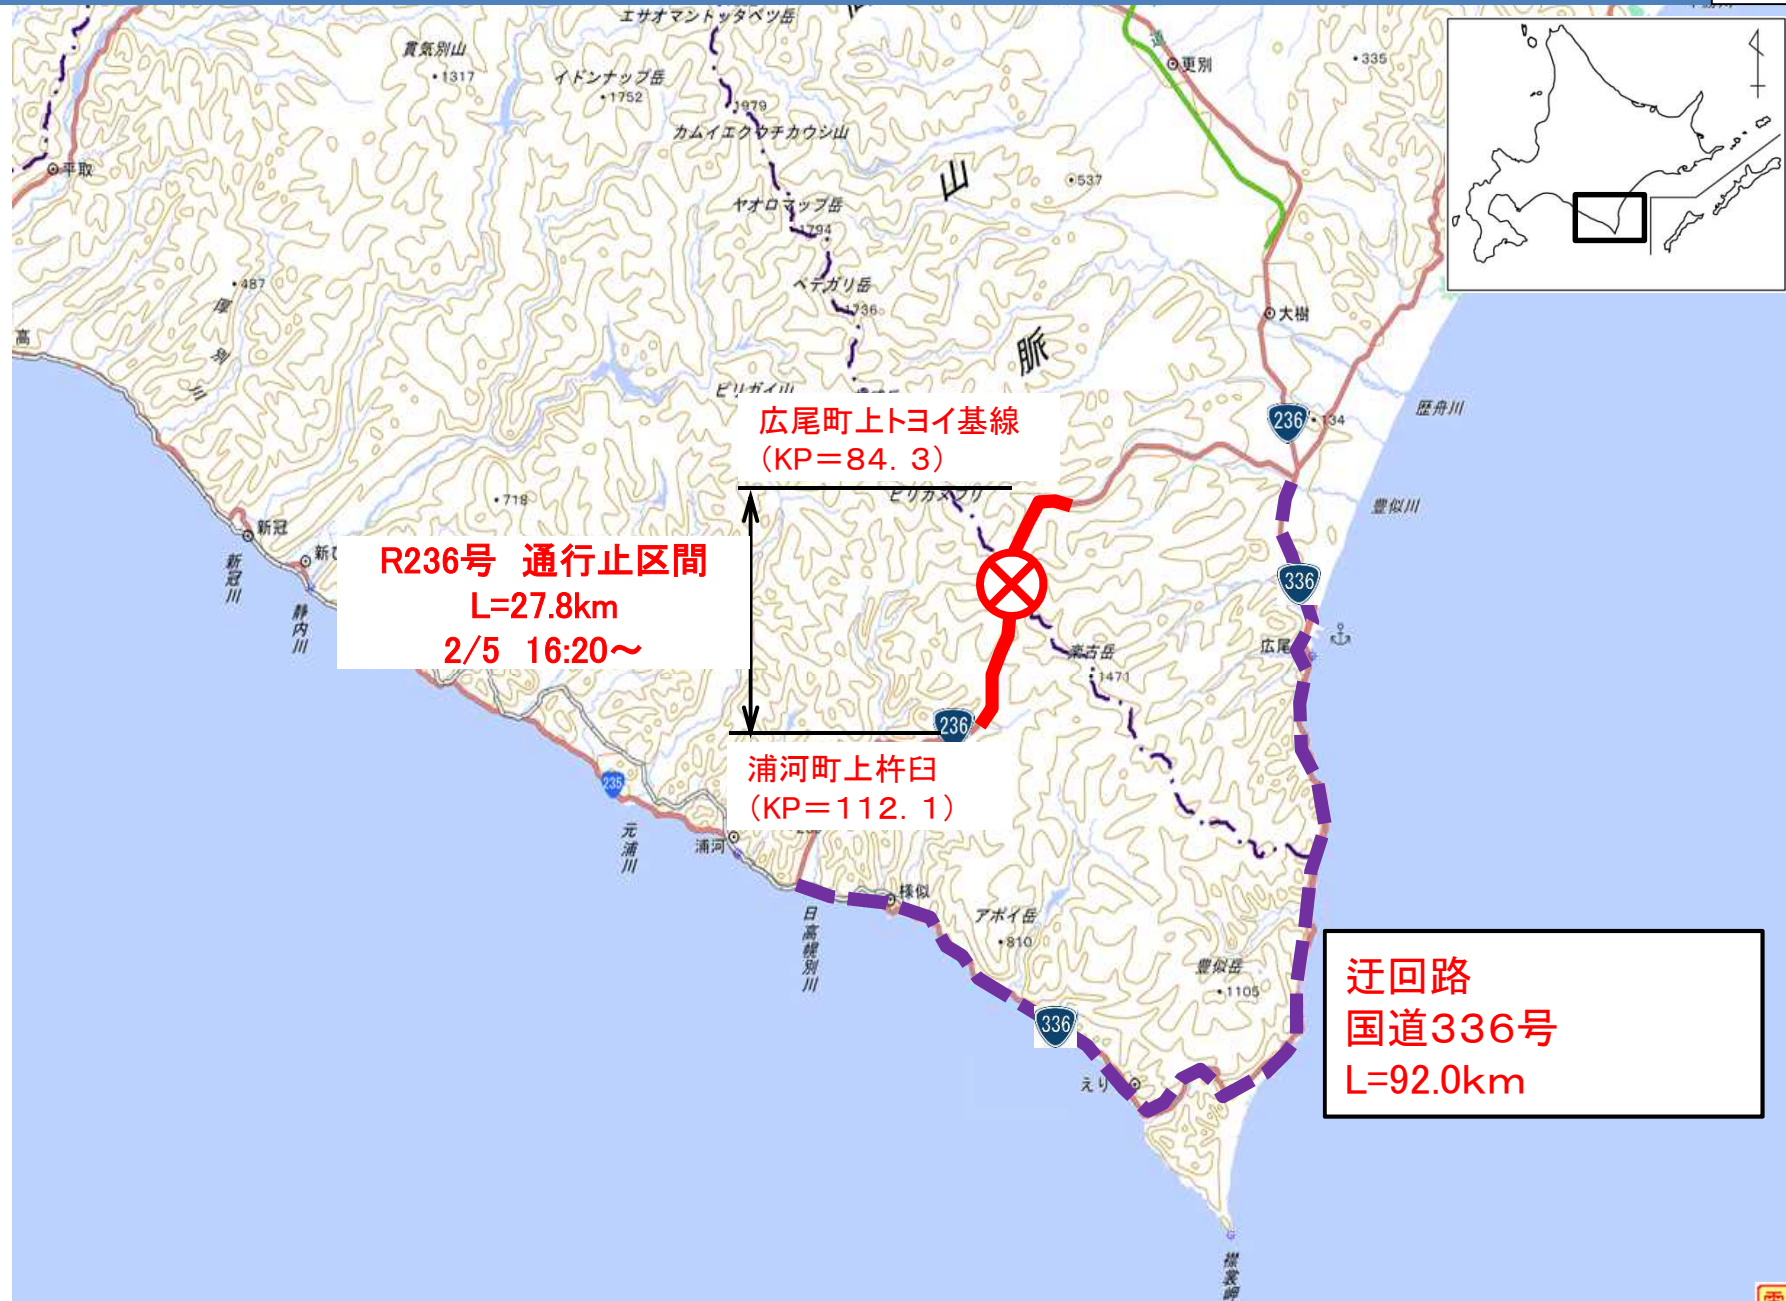 エサオマントッタベツ岳
貫気別山
1317
イドンナップ岳
1752
1979
カムイエクウチカウシ山
更別
335
平取
山
537
ヤオロマップ岳
1794
487
ペテガリ岳
1736
厚別川
大樹
脈
高
広尾町上トヨイ基線
(KP=84.3)
236
134
歴舟川
718
豊似川
新冠
新冠川
静内川
R236号 通行止区間
L=27.8km
2/5 16:20～
336
広尾
楽古岳
1471
236
浦河町上杵臼
(KP=112.1)
235
元浦川
浦河
様似
日高幌別川
アポイ岳
810
豊似岳
1105
迂回路
国道336号
L=92.0km
336
えり
襟裳岬